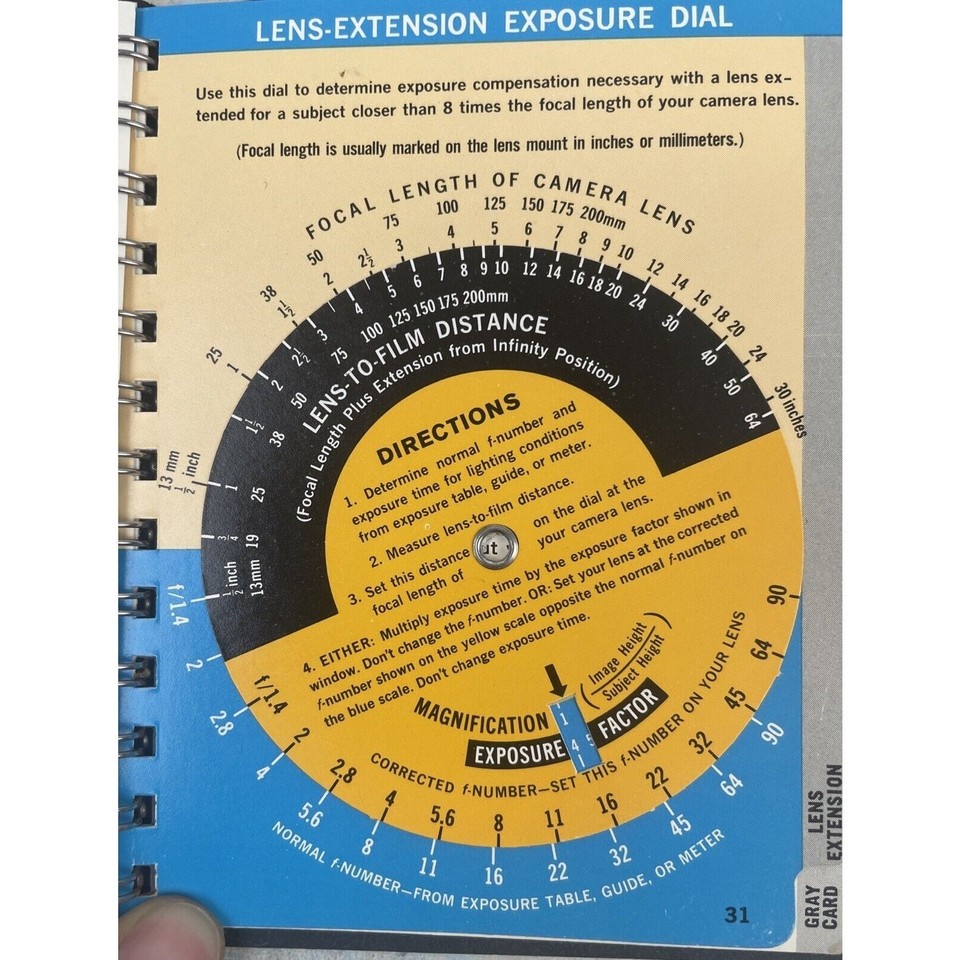 LENS-EXTENSION EXPOSURE DIAL
Use this dial to determine exposure compensation necessary with a lens ex-
tended for a subject closer than 8 times the focal length of your camera lens.
(Focal length is usually marked on the lens mount in inches or millimeters.)
FOCAL LENGTH OF CAMERA LENS
13 mm 25 38 50 75 100 125 150 175 200mm
½ inch 1 1½ 2 2½ 3 4 5 6 7 8 9 10 12 14 16 18 20 24 30 inches
½ inch ¾ 1 1½ 2 2½ 3 4 5 6 7 8 9 10 12 14 16 18 20 24 30 40 50 64
13mm 19 25 38 50 75 100 125 150 175 200mm
LENS-TO-FILM DISTANCE
(Focal Length Plus Extension from Infinity Position)
DIRECTIONS
1. Determine normal f-number and
exposure time for lighting conditions
from exposure table, guide, or meter.
2. Measure lens-to-film distance.
3. Set this distance on the dial at the
focal length of your camera lens.
4. EITHER: Multiply exposure time by the exposure factor shown in
window. Don't change the f-number. OR: Set your lens at the corrected
f-number shown on the yellow scale opposite the normal f-number on
the blue scale. Don't change exposure time.
MAGNIFICATION 1 (Image Height/Subject Height)
EXPOSURE 4 5 FACTOR
CORRECTED f-NUMBER—SET THIS f-NUMBER ON YOUR LENS
f/1.4 2 2.8 4 5.6 8 11 16 22 32 45 64 90
f/1.4 2 2.8 4 5.6 8 11 16 22 32 45 64 90
NORMAL f-NUMBER—FROM EXPOSURE TABLE, GUIDE, OR METER
31
LENS
EXTENSION
GRAY
CARD